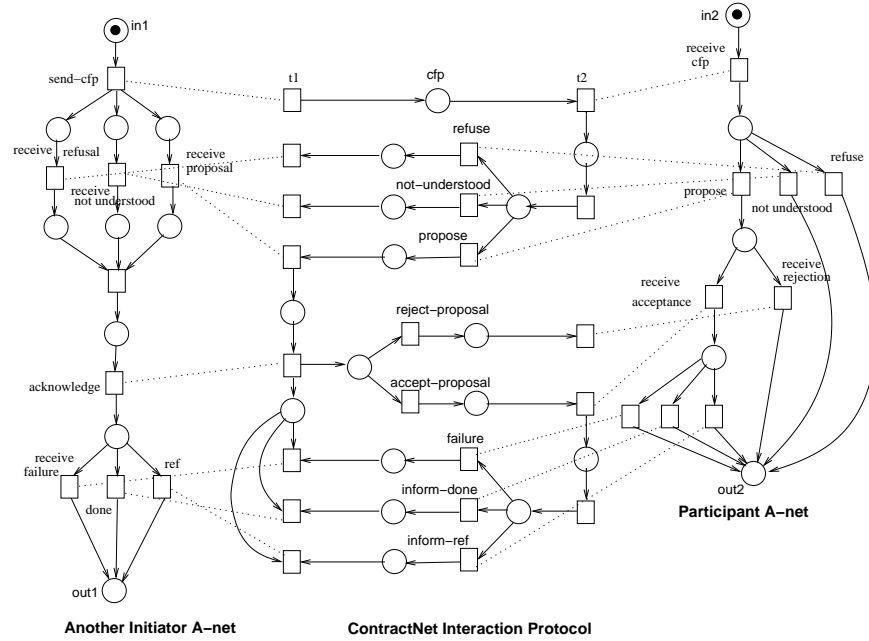 in1
in2
receive
cfp
send-cfp
t1
cfp
t2
refuse
refuse
receive refusal
receive
proposal
receive
not understood
not-understood
propose
not understood
propose
receive
rejection
receive
acceptance
reject-proposal
accept-proposal
acknowledge
failure
receive
failure
ref
done
inform-done
inform-ref
out2
Participant A-net
out1
Another Initiator A-net
ContractNet Interaction Protocol